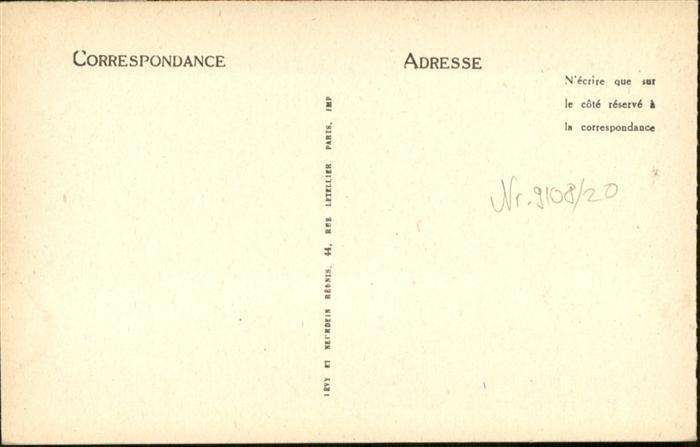 CORRESPONDANCE
ADRESSE
N'écrire que sur
le côté réservé à
la correspondance
LÉVY ET NEURDEIN RÉUNIS, 44, RUE LETELLIER PARIS, IMP
Nr. 9108/20